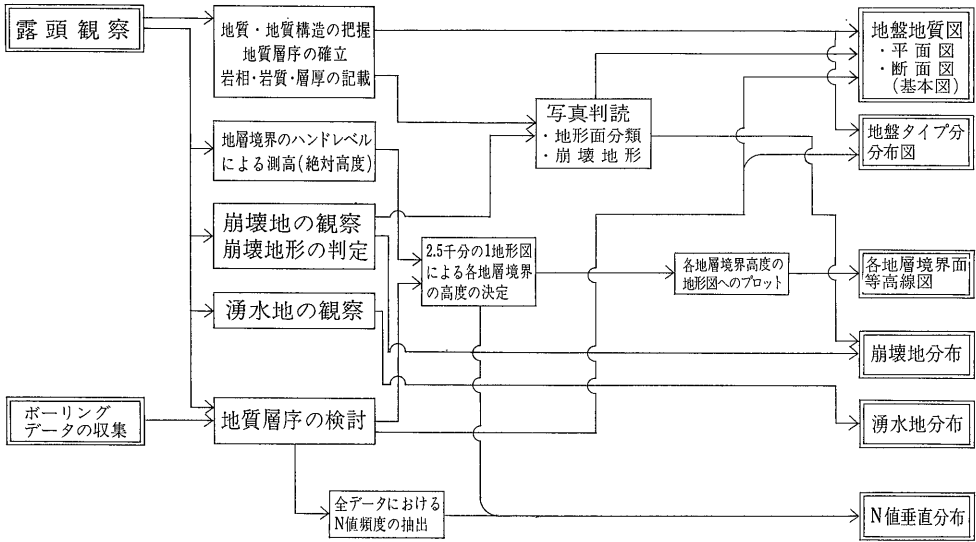 露頭観察
ボーリング
データの収集
地質・地質構造の把握
地質層序の確立
岩相・岩質・層厚の記載
地層境界のハンドレベル
による測高(絶対高度)
崩壊地の観察
崩壊地形の判定
湧水地の観察
地質層序の検討
全データにおける
N値頻度の抽出
2.5千分の1地形図
による各地層境界
の高度の決定
写真判読
・地形面分類
・崩壊地形
各地層境界高度の
地形図へのプロット
地盤地質図
・平面図
・断面図
(基本図)
地盤タイプ分
分布図
各地層境界面
等高線図
崩壊地分布
湧水地分布
N値垂直分布